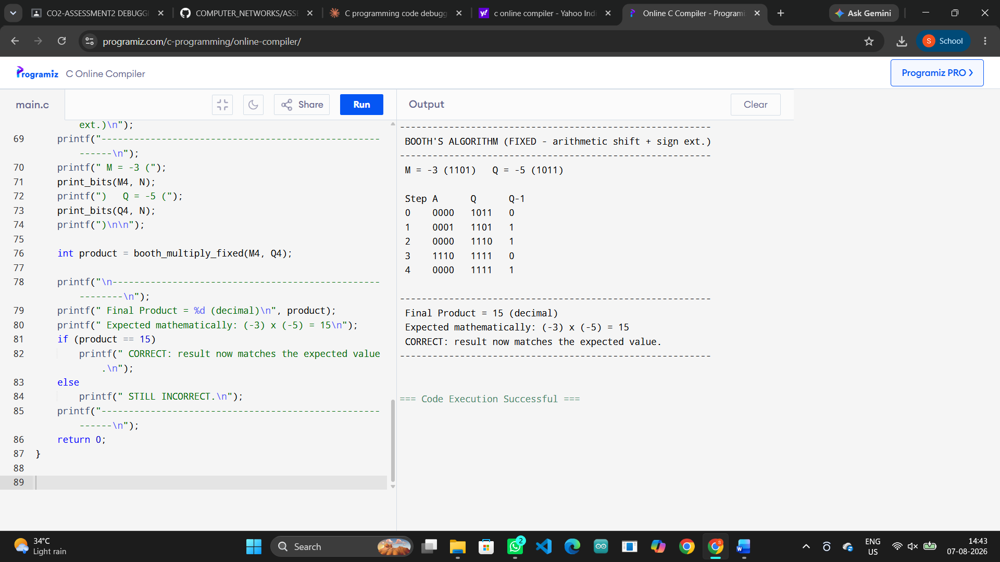 CO2-ASSESSMENT2 DEBUGGI
COMPUTER_NETWORKS/ASSE
C programming code debugg
c online compiler - Yahoo Indi
Online C Compiler - Programi
Ask Gemini
programiz.com/c-programming/online-compiler/
S School
Programiz C Online Compiler
Programiz PRO ❯
main.c
Share
Run
Output
Clear
ext.)\n");
69 printf("---------------------------------------------------
------\n");
70 printf(" M = -3 (");
71 print_bits(M4, N);
72 printf(")   Q = -5 (");
73 print_bits(Q4, N);
74 printf(")\n\n");
75
76 int product = booth_multiply_fixed(M4, Q4);
77
78 printf("\n-------------------------------------------------
--------\n");
79 printf(" Final Product = %d (decimal)\n", product);
80 printf(" Expected mathematically: (-3) x (-5) = 15\n");
81 if (product == 15)
82 printf(" CORRECT: result now matches the expected value
.\n");
83 else
84 printf(" STILL INCORRECT.\n");
85 printf("---------------------------------------------------
------\n");
86 return 0;
87 }
88
89
---------------------------------------------------------
BOOTH'S ALGORITHM (FIXED - arithmetic shift + sign ext.)
---------------------------------------------------------
M = -3 (1101)   Q = -5 (1011)
Step A      Q      Q-1
0    0000   1011   0
1    0001   1101   1
2    0000   1110   1
3    1110   1111   0
4    0000   1111   1
---------------------------------------------------------
Final Product = 15 (decimal)
Expected mathematically: (-3) x (-5) = 15
CORRECT: result now matches the expected value.
---------------------------------------------------------
=== Code Execution Successful ===
34°C
Light rain
Search
2
ENG
US
14:43
07-08-2026